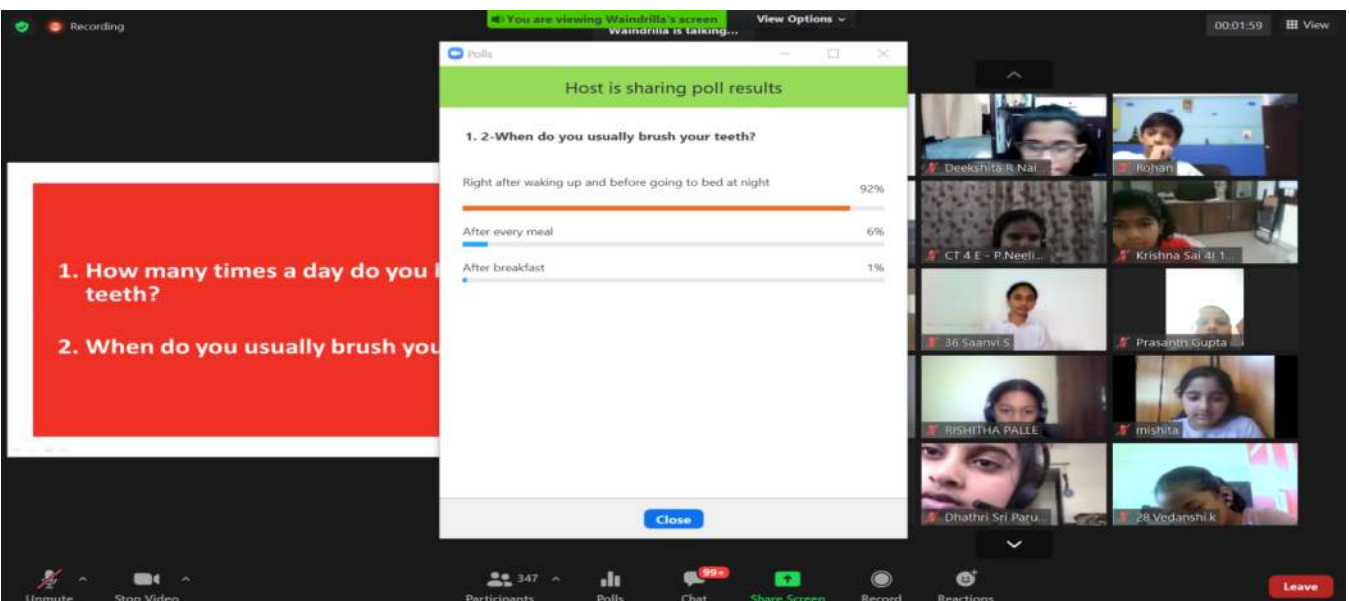 Recording
You are viewing Waindrilla's screen
View Options
Waindrilla is talking...
00:01:59
View
Polls
Host is sharing poll results
1. 2-When do you usually brush your teeth?
Right after waking up and before going to bed at night
92%
After every meal
6%
After breakfast
1%
Close
1. How many times a day do you
teeth?
2. When do you usually brush you
Deekshita R Nai...
Rohan
CT 4 E - P.Neeli...
Krishna Sai 4I 1...
36 Saanvi S
Prasanth Gupta ...
RISHITHA PALLE
mishita
Dhathri Sri Paru...
28 Vedanshi k
Unmute
Stop Video
347
Participants
Polls
99+
Chat
Share Screen
Record
Reactions
Leave